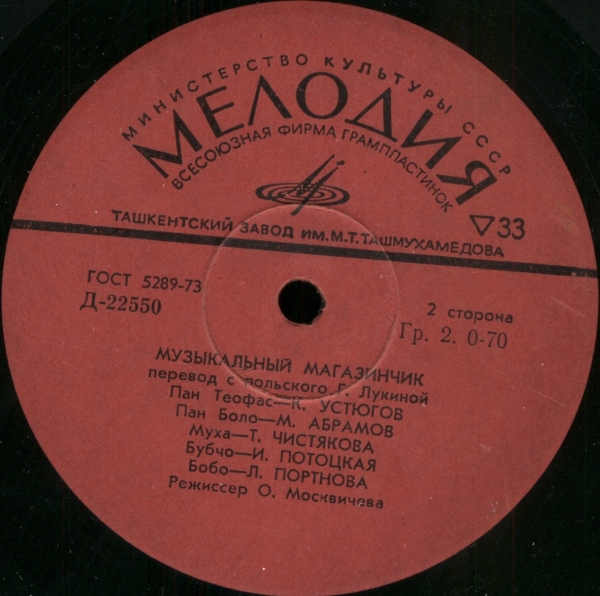 МИНИСТЕРСТВО КУЛЬТУРЫ СССР
МЕЛОДИЯ
ВСЕСОЮЗНАЯ ФИРМА ГРАМПЛАСТИНОК
33
ТАШКЕНТСКИЙ ЗАВОД ИМ. М.Т. ТАШМУХАМЕДОВА
ГОСТ 5289-73
Д-22550
2 сторона
Гр. 2. 0-70
МУЗЫКАЛЬНЫЙ МАГАЗИНЧИК
перевод с польского Г. Лукиной
Пан Теофас—К. УСТЮГОВ
Пан Боло—М. АБРАМОВ
Муха—Т. ЧИСТЯКОВА
Бубчо—И. ПОТОЦКАЯ
Бобо—Л. ПОРТНОВА
Режиссер О. Москвичева